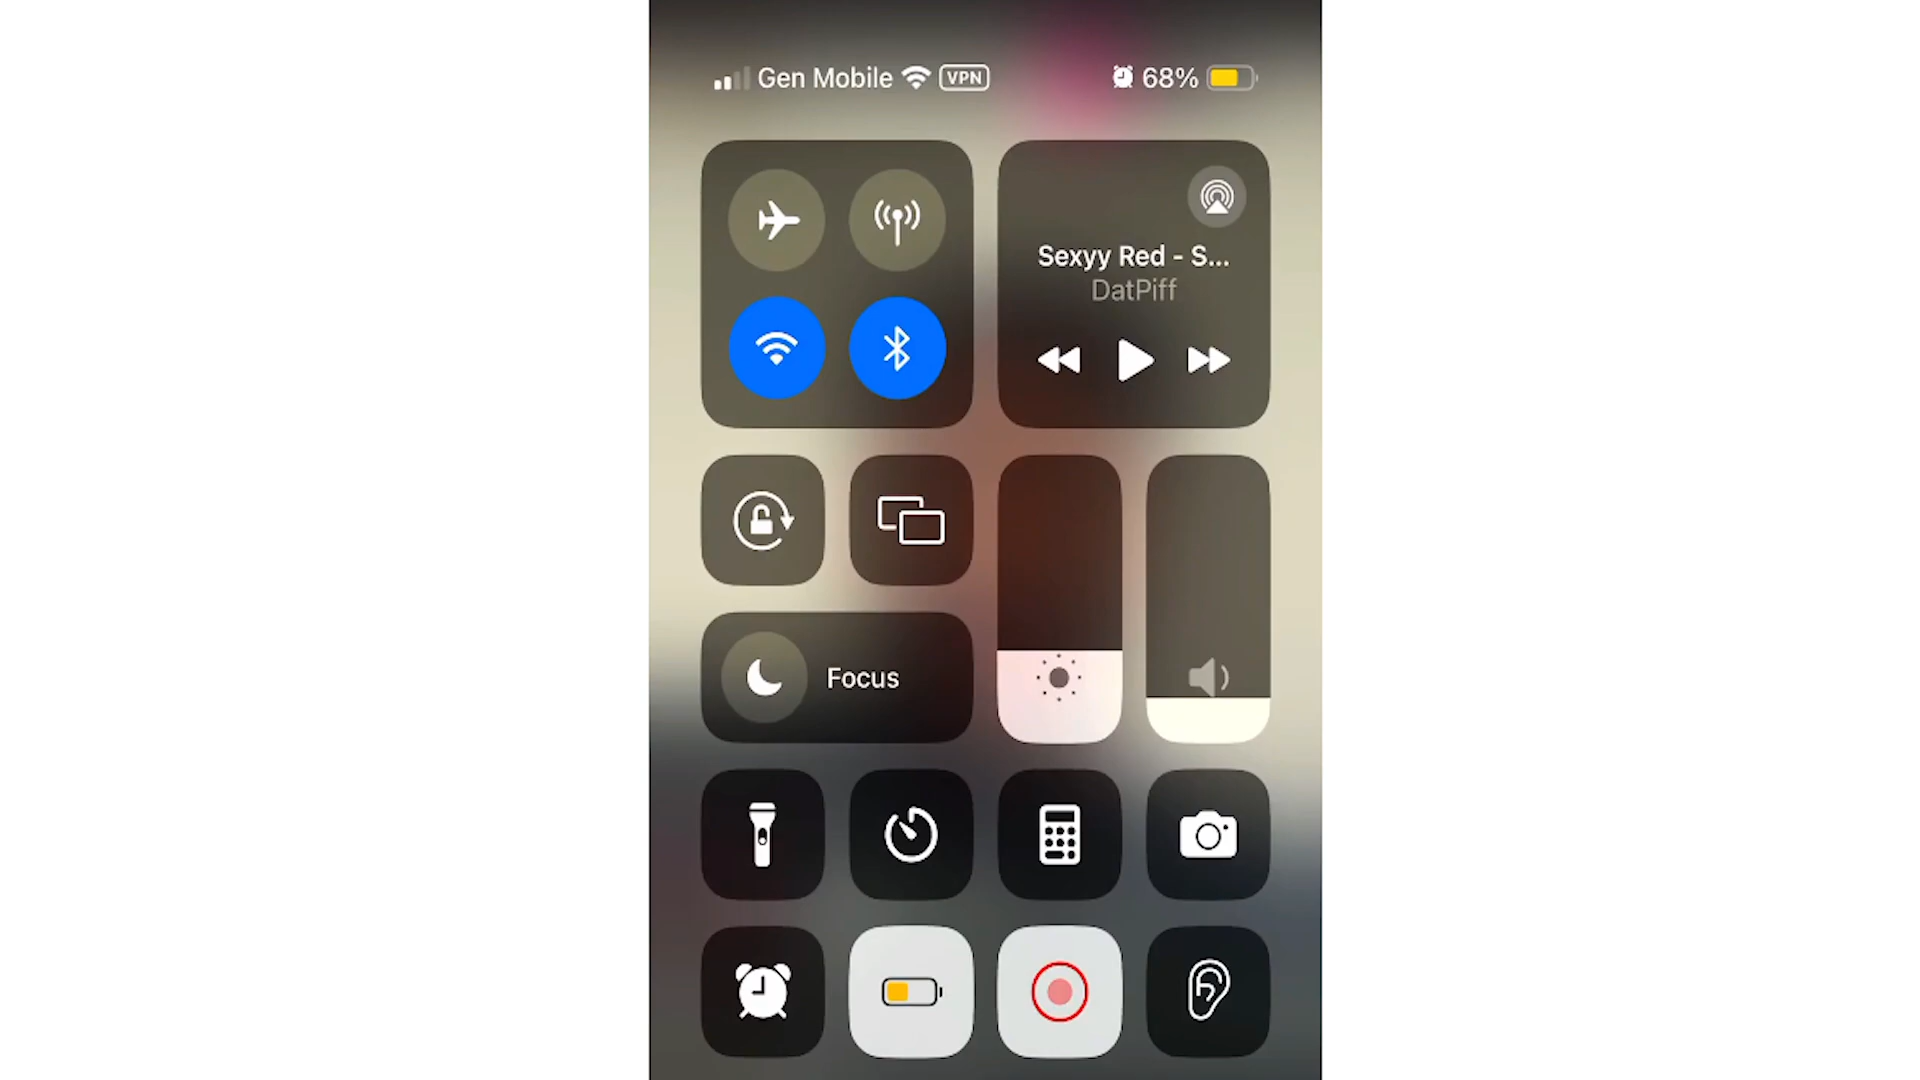 Gen Mobile VPN 68%
Sexyy Red - S...
DatPiff
Focus